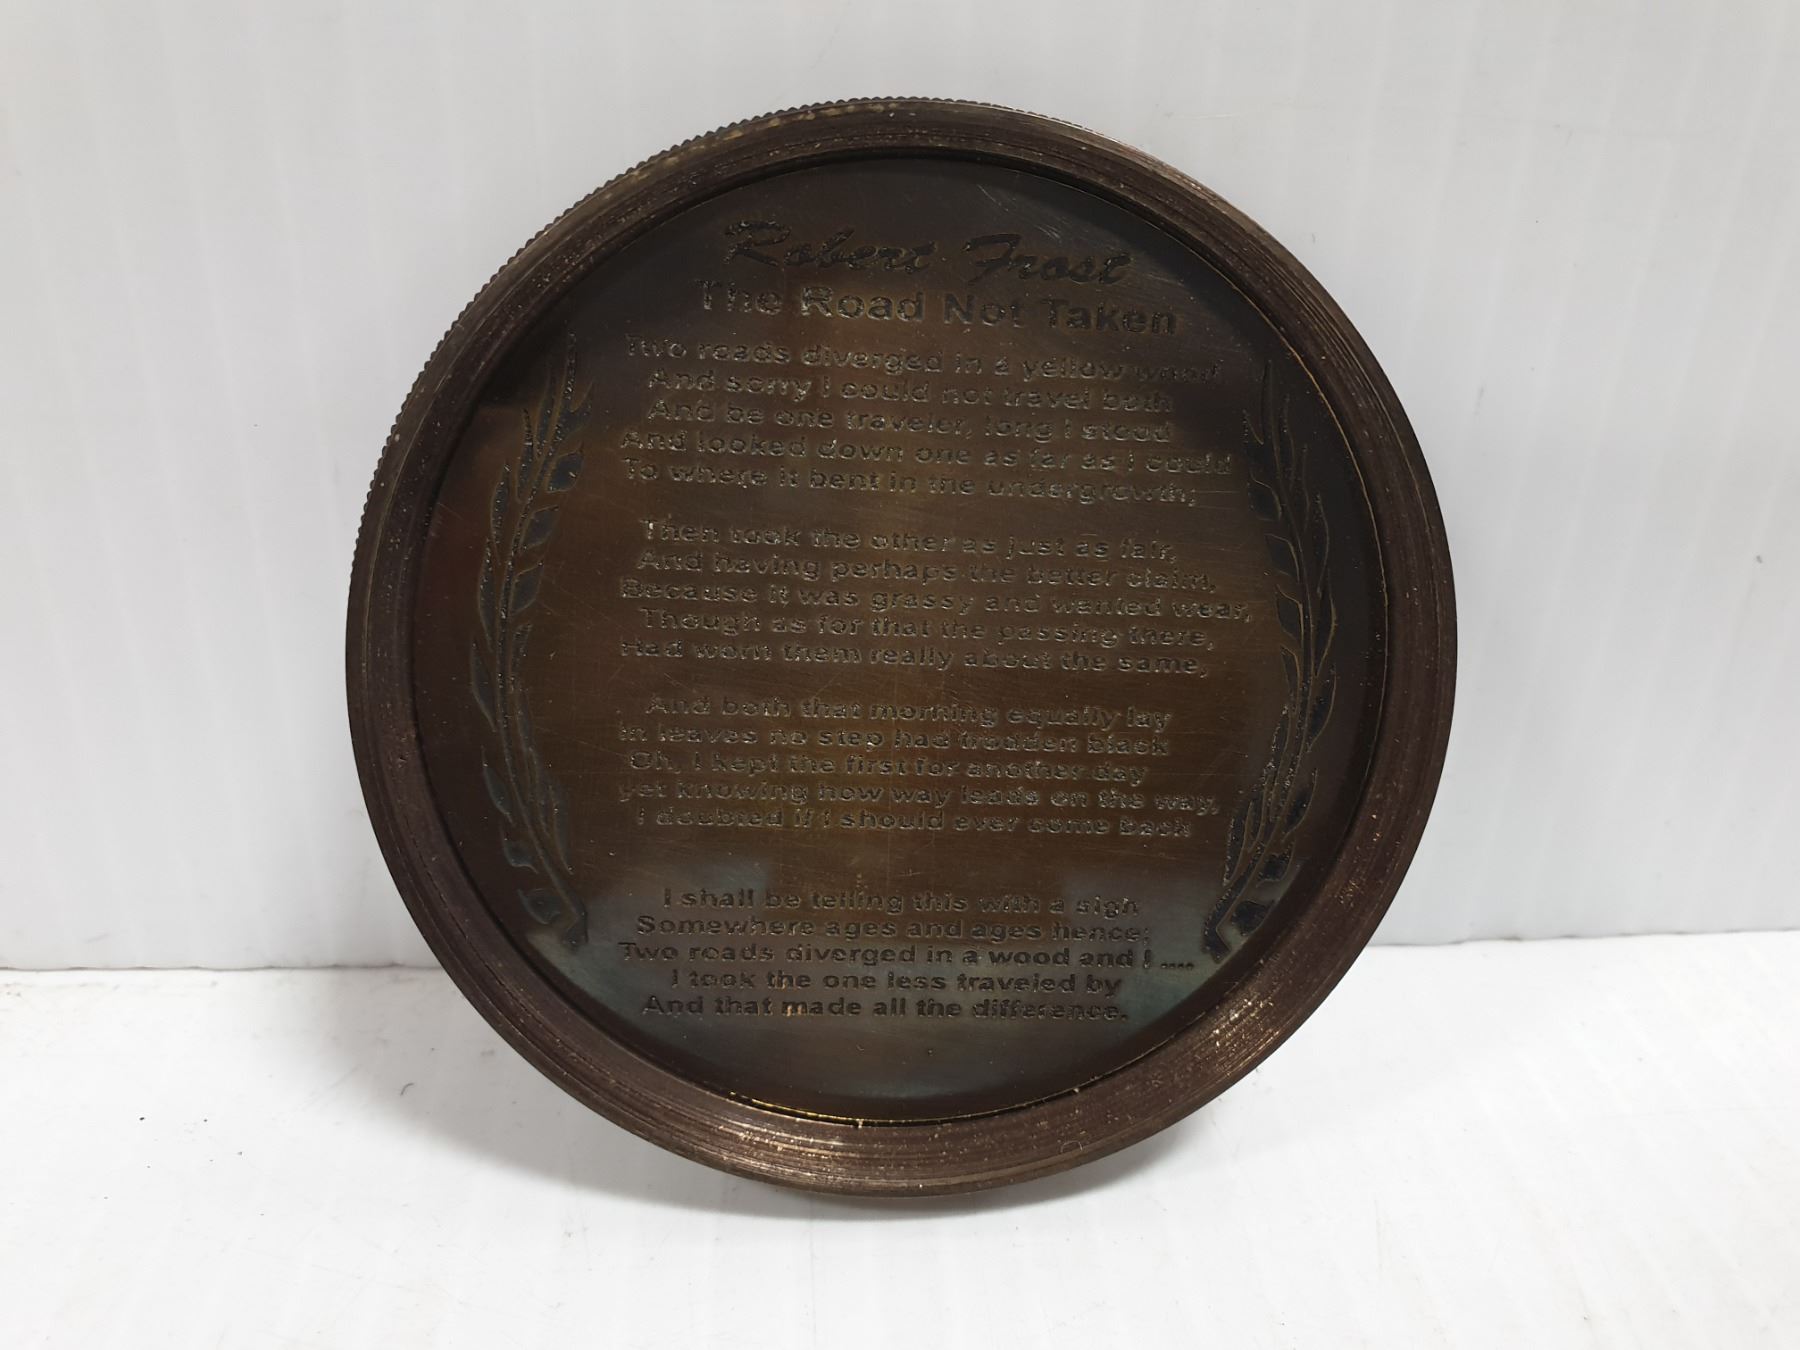 Robert Frost
The Road Not Taken
Two roads diverged in a yellow wood
And sorry I could not travel both
And be one traveler, long I stood
And looked down one as far as I could
To where it bent in the undergrowth;
Then took the other as just as fair,
And having perhaps the better claim,
Because it was grassy and wanted wear,
Though as for that the passing there,
Had worn them really about the same,
And both that morning equally lay
in leaves no step had trodden black
Oh, I kept the first for another day
yet knowing how way leads on the way,
I doubted if I should ever come back
I shall be telling this with a sigh
Somewhere ages and ages hence;
Two roads diverged in a wood and I ....
I took the one less traveled by
And that made all the difference.